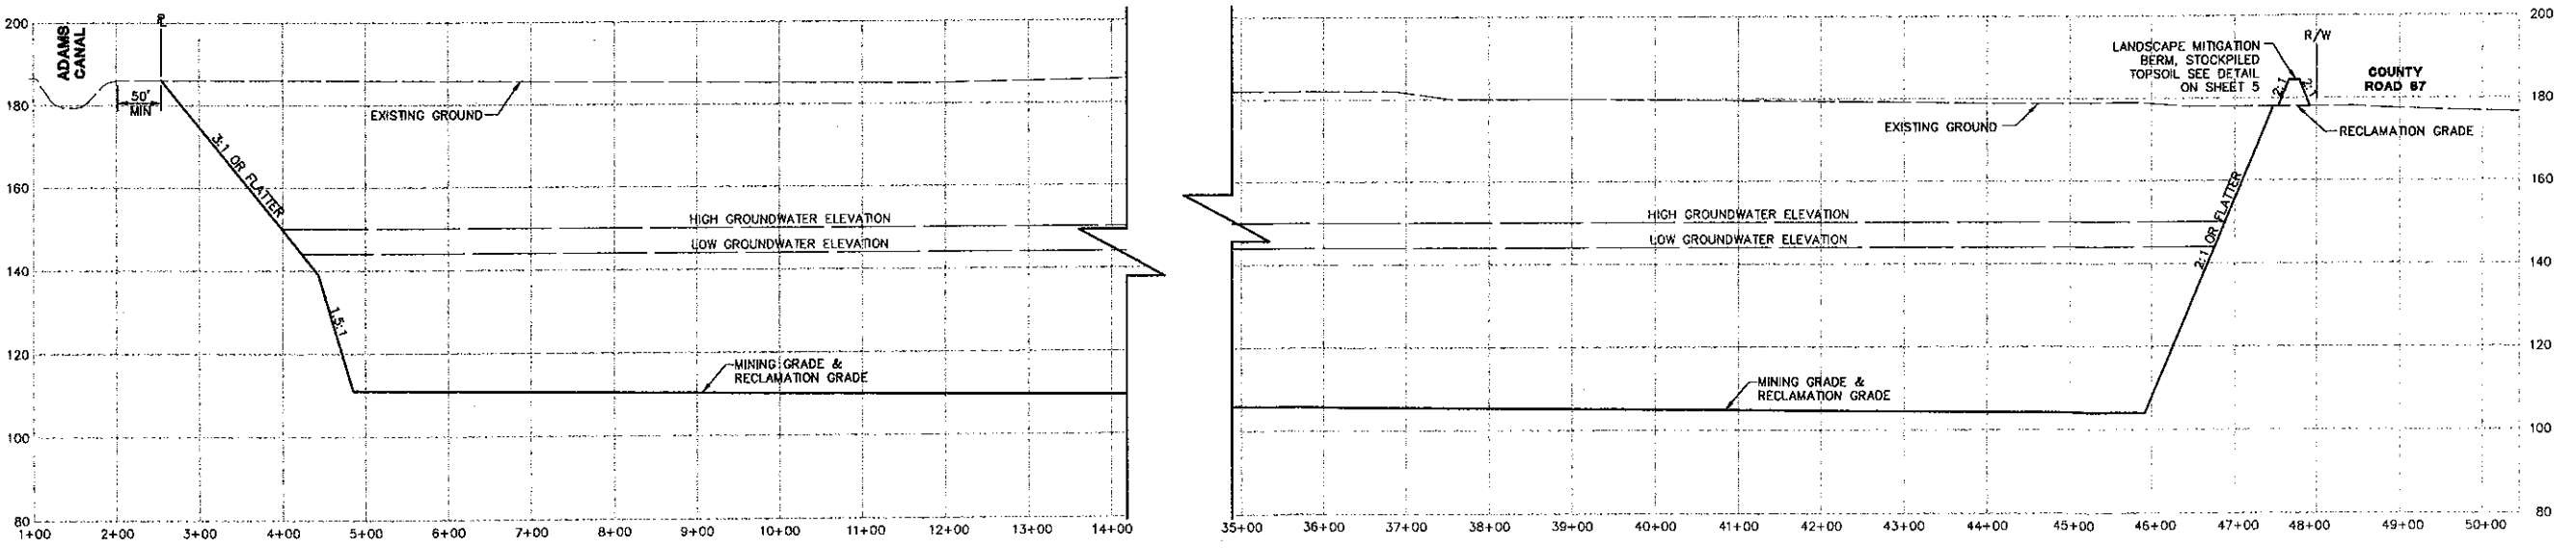 200
180
160
140
120
100
80
ADAMS
CANAL
PL
50'
MIN
EXISTING GROUND
3:1 OR FLATTER
HIGH GROUNDWATER ELEVATION
LOW GROUNDWATER ELEVATION
1.5:1
MINING GRADE &
RECLAMATION GRADE
1+00 2+00 3+00 4+00 5+00 6+00 7+00 8+00 9+00 10+00 11+00 12+00 13+00 14+00
200
180
160
140
120
100
80
R/W
LANDSCAPE MITIGATION
BERM, STOCKPILED
TOPSOIL SEE DETAIL
ON SHEET 5
2:1
COUNTY
ROAD 87
EXISTING GROUND
RECLAMATION GRADE
HIGH GROUNDWATER ELEVATION
LOW GROUNDWATER ELEVATION
2:1 OR FLATTER
MINING GRADE &
RECLAMATION GRADE
35+00 36+00 37+00 38+00 39+00 40+00 41+00 42+00 43+00 44+00 45+00 46+00 47+00 48+00 49+00 50+00